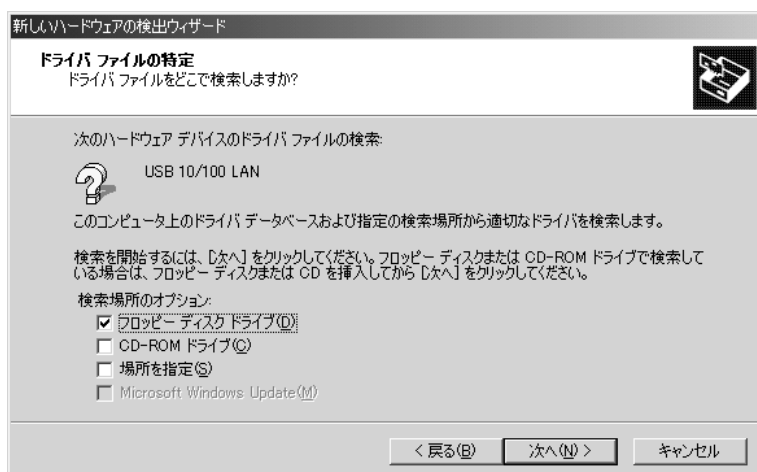 新しいハードウェアの検出ウィザード
ドライバ ファイルの特定
ドライバ ファイルをどこで検索しますか?
次のハードウェア デバイスのドライバ ファイルの検索:
USB 10/100 LAN
このコンピュータ上のドライバ データベースおよび指定の検索場所から適切なドライバを検索します。
検索を開始するには、[次へ] をクリックしてください。フロッピー ディスクまたは CD-ROM ドライブで検索して
いる場合は、フロッピー ディスクまたは CD を挿入してから [次へ] をクリックしてください。
検索場所のオプション:
フロッピー ディスク ドライブ(D)
CD-ROM ドライブ(C)
場所を指定(S)
Microsoft Windows Update(M)
< 戻る(B) 次へ(N) > キャンセル